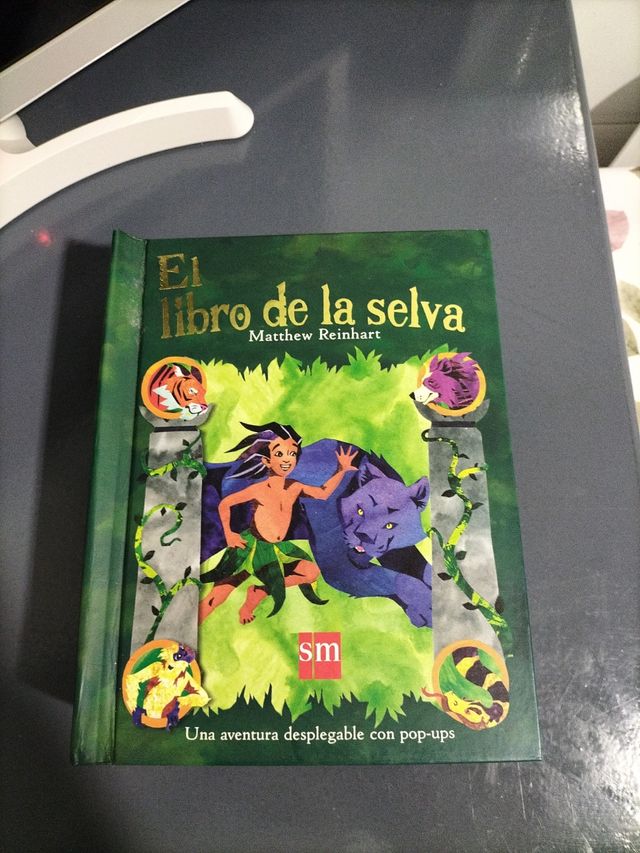 El
libro de la selva
Matthew Reinhart
sm
Una aventura desplegable con pop-ups